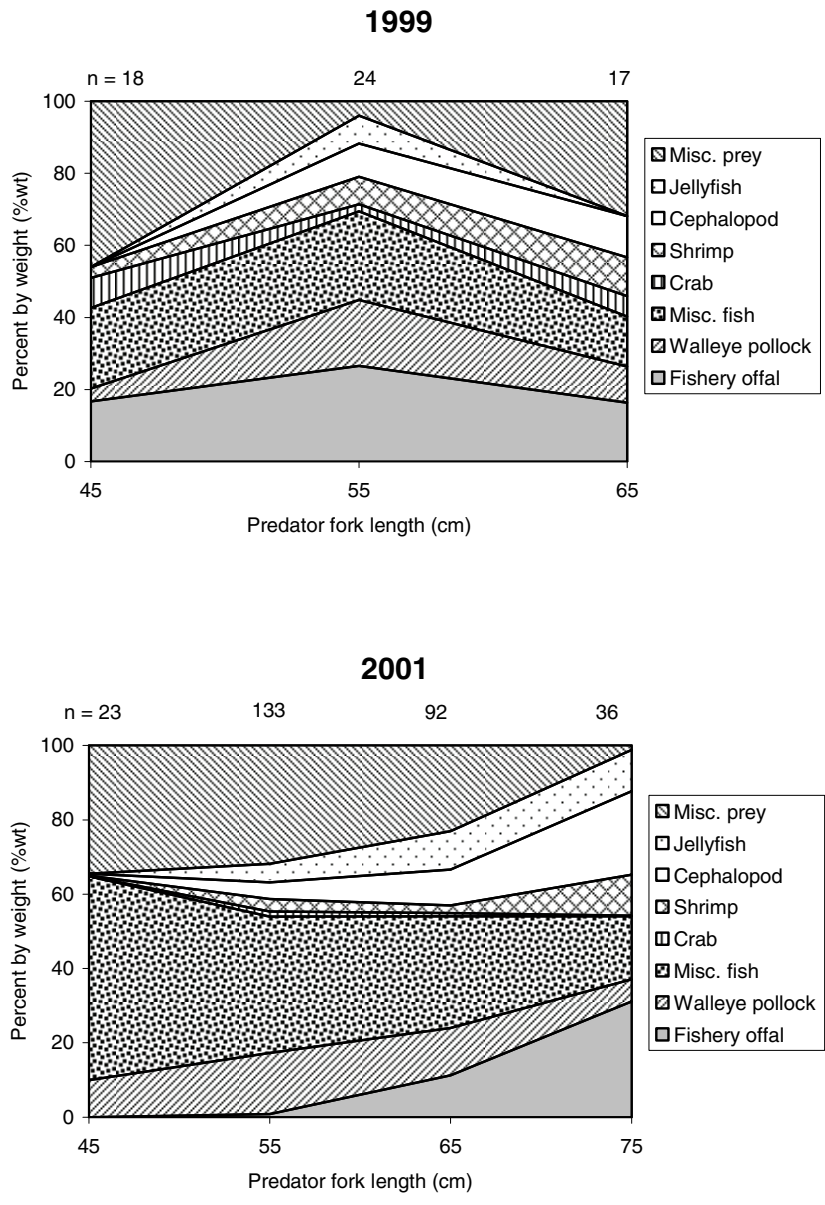 1999
n = 18 24 17
100
80
60
40
20
0
Percent by weight (%wt)
45 55 65
Predator fork length (cm)
Misc. prey
Jellyfish
Cephalopod
Shrimp
Crab
Misc. fish
Walleye pollock
Fishery offal
2001
n = 23 133 92 36
100
80
60
40
20
0
Percent by weight (%wt)
45 55 65 75
Predator fork length (cm)
Misc. prey
Jellyfish
Cephalopod
Shrimp
Crab
Misc. fish
Walleye pollock
Fishery offal